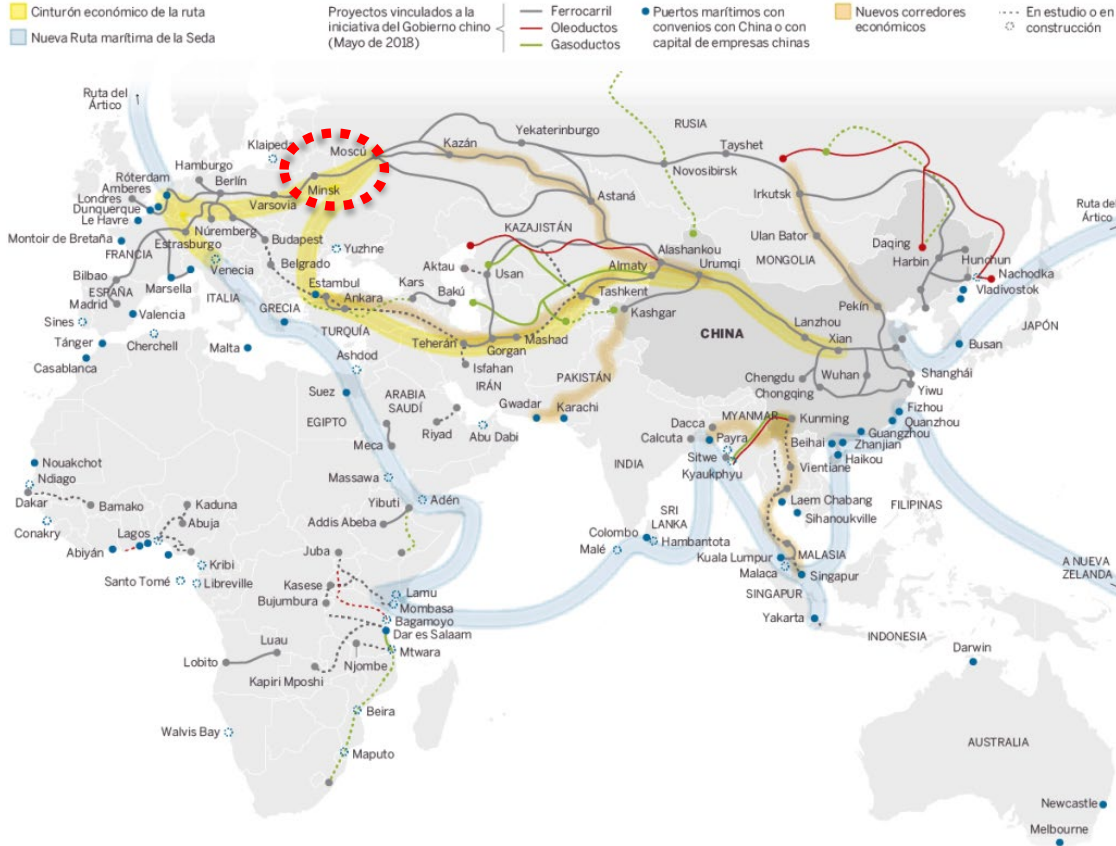 Cinturón económico de la ruta
Nueva Ruta marítima de la Seda
Proyectos vinculados a la
iniciativa del Gobierno chino
(Mayo de 2018)
Ferrocarril
Oleoductos
Gasoductos
Puertos marítimos con
convenios con China o con
capital de empresas chinas
Nuevos corredores
económicos
En estudio o en
construcción
Ruta del
Ártico
Klaipeda
Moscú
Kazán
Yekaterinburgo
RUSIA
Tayshet
Hamburgo
Róterdam
Amberes
Berlín
Londres
Dunquerque
Le Havre
Varsovia
Minsk
Novosibirsk
Astaná
Irkutsk
Ruta del
Ártico
Montoir de Bretaña
Núremberg
Estrasburgo
FRANCIA
Budapest
Yuzhne
KAZAJISTÁN
Alashankou
Ulan Bator
Daqing
Harbin
Hunchun
Venecia
Belgrado
Aktau
Usan
Almaty
Urumqi
MONGOLIA
Nachodka
Vladivostok
Bilbao
ESPAÑA
Madrid
Marsella
ITALIA
Estambul
Ankara
Kars
Bakú
Tashkent
Kashgar
Pekín
Sines
Valencia
GRECIA
TURQUÍA
Teherán
Gorgan
Mashad
CHINA
Lanzhou
Xian
JAPÓN
Tánger
Cherchell
Malta
Ashdod
Isfahan
IRÁN
Busan
Casablanca
Suez
ARABIA
SAUDÍ
PAKISTÁN
Chengdu
Wuhan
Chongqing
Shanghái
Yiwu
EGIPTO
Riyad
Abu Dabi
Gwadar
Karachi
Dacca
MYANMAR
Kunming
Fizhou
Quanzhou
Meca
Calcuta
Payra
Sitwe
Kyaukphyu
Beihai
Guangzhou
Zhanjian
Haikou
INDIA
Vientiane
Nouakchot
Ndiago
Massawa
Adén
Dakar
Bamako
Kaduna
Abuja
Yibuti
Addis Abeba
SRI
LANKA
Laem Chabang
Sihanoukville
FILIPINAS
Conakry
Abiyán
Lagos
Colombo
Hambantota
Malé
Kuala Lumpur
MALASIA
Malaca
Singapur
SINGAPUR
A NUEVA
ZELANDA
Kribi
Santo Tomé
Libreville
Juba
Kasese
Bujumbura
Lamu
Mombasa
Bagamoyo
Dar es Salaam
Mtwara
Yakarta
INDONESIA
Luau
Lobito
Kapiri Mposhi
Njombe
Darwin
Beira
Walvis Bay
Maputo
AUSTRALIA
Newcastle
Melbourne